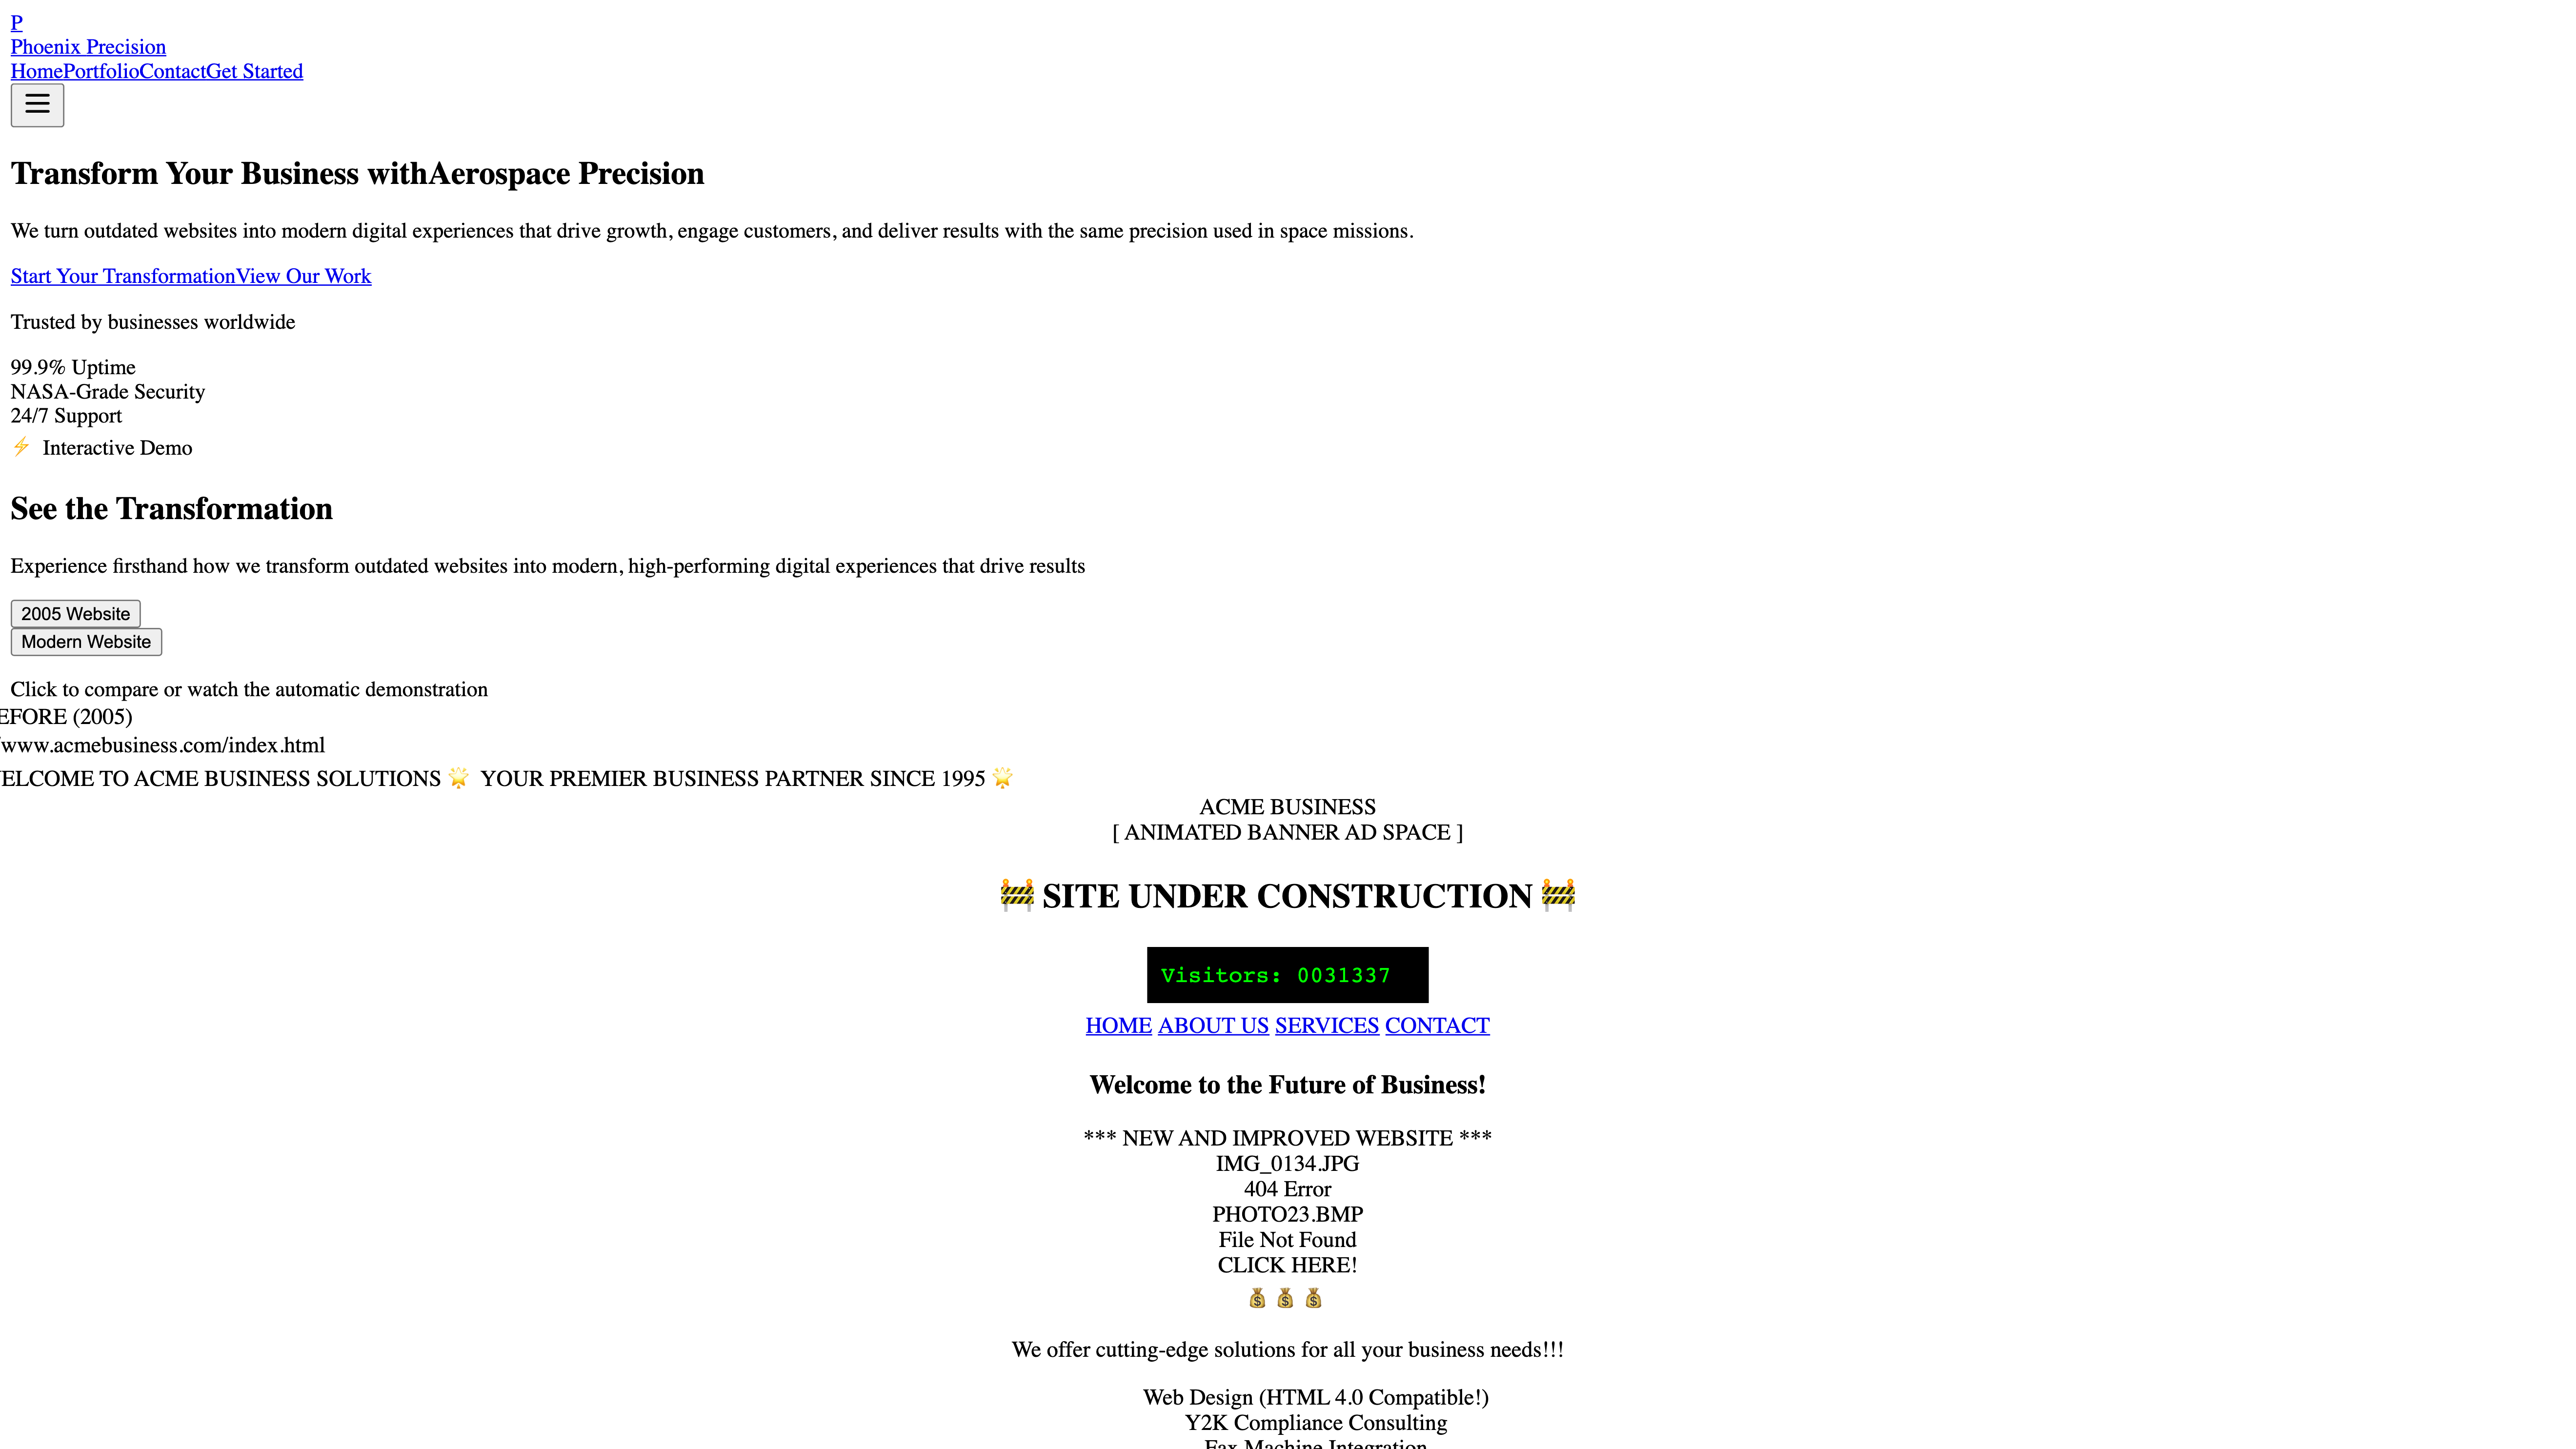 P
Phoenix Precision
HomePortfolioContactGet Started
Transform Your Business withAerospace Precision
We turn outdated websites into modern digital experiences that drive growth, engage customers, and deliver results with the same precision used in space missions.
Start Your TransformationView Our Work
Trusted by businesses worldwide
99.9% Uptime
NASA-Grade Security
24/7 Support
⚡ Interactive Demo
See the Transformation
Experience firsthand how we transform outdated websites into modern, high-performing digital experiences that drive results
2005 Website
Modern Website
Click to compare or watch the automatic demonstration
EFORE (2005)
www.acmebusiness.com/index.html
ELCOME TO ACME BUSINESS SOLUTIONS 🌟 YOUR PREMIER BUSINESS PARTNER SINCE 1995 🌟
ACME BUSINESS
[ ANIMATED BANNER AD SPACE ]
🚧 SITE UNDER CONSTRUCTION 🚧
Visitors: 0031337
HOME ABOUT US SERVICES CONTACT
Welcome to the Future of Business!
*** NEW AND IMPROVED WEBSITE ***
IMG_0134.JPG
404 Error
PHOTO23.BMP
File Not Found
CLICK HERE!
💰 💰 💰
We offer cutting-edge solutions for all your business needs!!!
Web Design (HTML 4.0 Compatible!)
Y2K Compliance Consulting
Fax Machine Integration